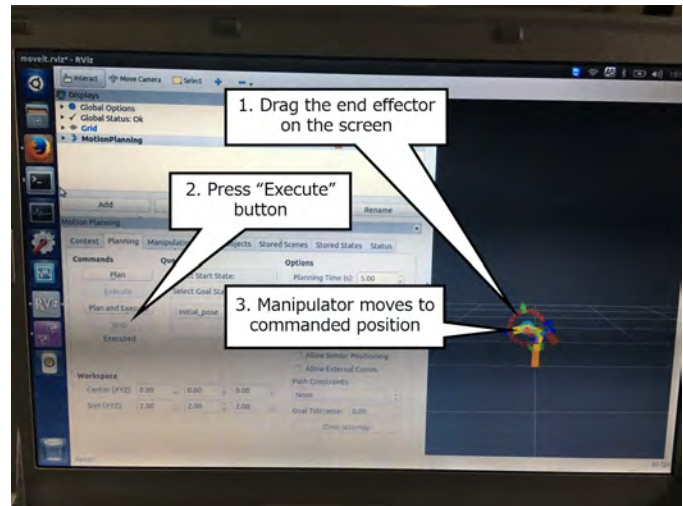 moveit.rviz* - RViz
Interact Move Camera Select
Displays
Global Options
Global Status: Ok
Grid
MotionPlanning
1. Drag the end effector
on the screen
2. Press “Execute”
button
Add
Rename
Motion Planning
Context Planning Stored Scenes Stored States Status
Commands
Options
Plan
Planning Time (s): 5.00
Execute
Select Goal
initial_pose
Executed
3. Manipulator moves to
commanded position
Allow Sensor Positioning
Allow External Comm.
Workspace
Path Constraints:
Center (XYZ): 0.00 0.00 0.00
None
Size (XYZ): 2.00 2.00 2.00
Goal Tolerance: 0.00
Reset